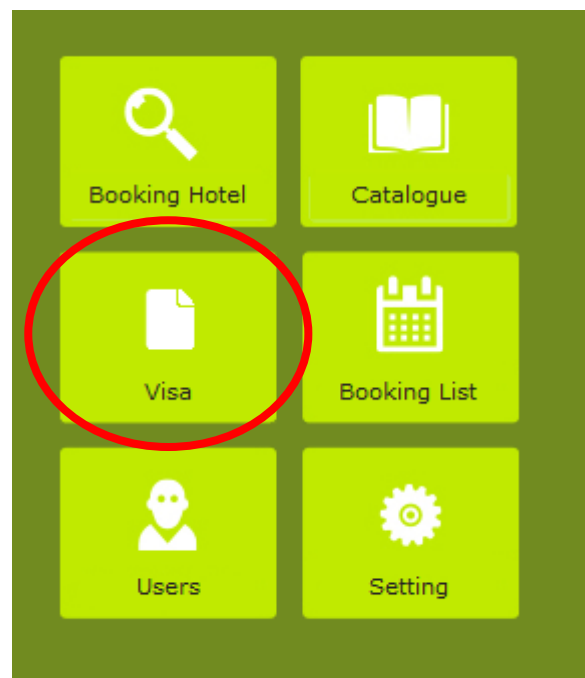 Booking Hotel
Catalogue
Visa
Booking List
Users
Setting